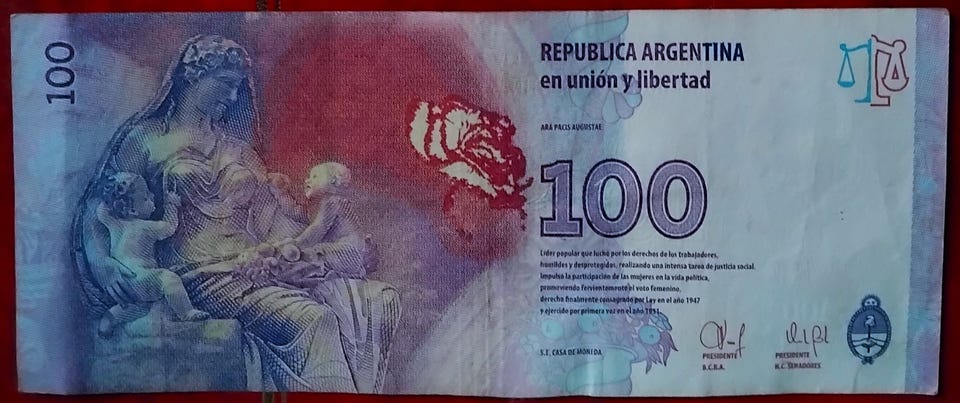 100
REPUBLICA ARGENTINA
en unión y libertad
ARA PACIS AUGUSTAE
100
Líder popular que luchó por los derechos de los trabajadores,
humildes y desprotegidos, realizando una intensa tarea de justicia social.
Impulsó la participación de las mujeres en la vida política,
promoviendo fervientemente el voto femenino,
derecho finalmente consagrado por Ley en el año 1947
y ejercido por primera vez en el año 1951.
S.E. CASA DE MONEDA
PRESIDENTE
B.C.R.A.
PRESIDENTE
H.C. SENADORES